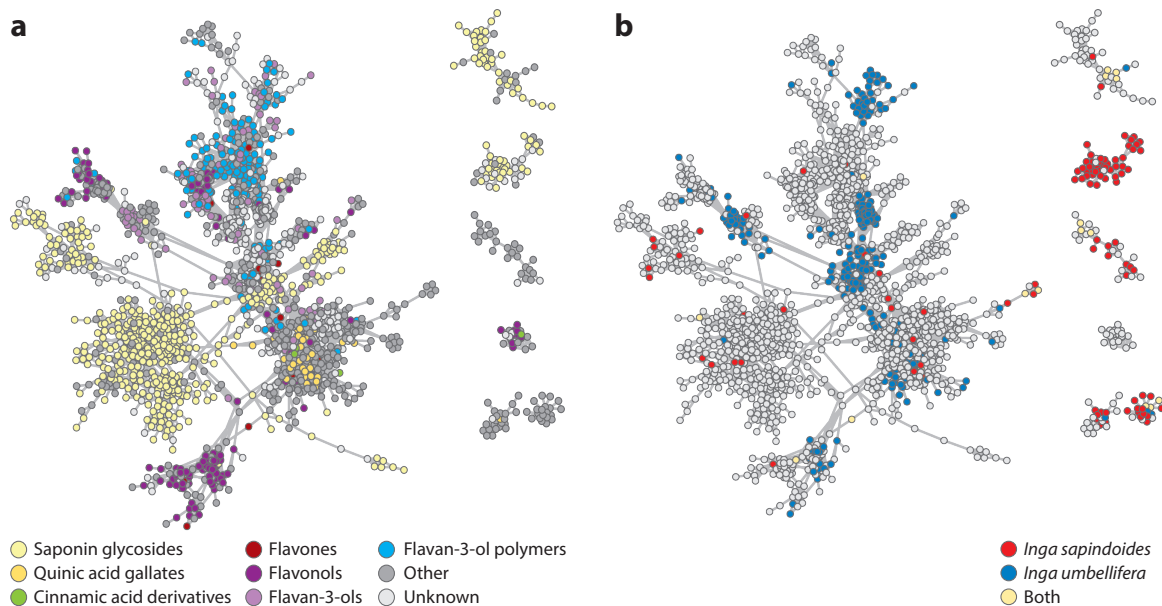 a
b
Saponin glycosides
Quinic acid gallates
Cinnamic acid derivatives
Flavones
Flavonols
Flavan-3-ols
Flavan-3-ol polymers
Other
Unknown
Inga sapindoides
Inga umbellifera
Both